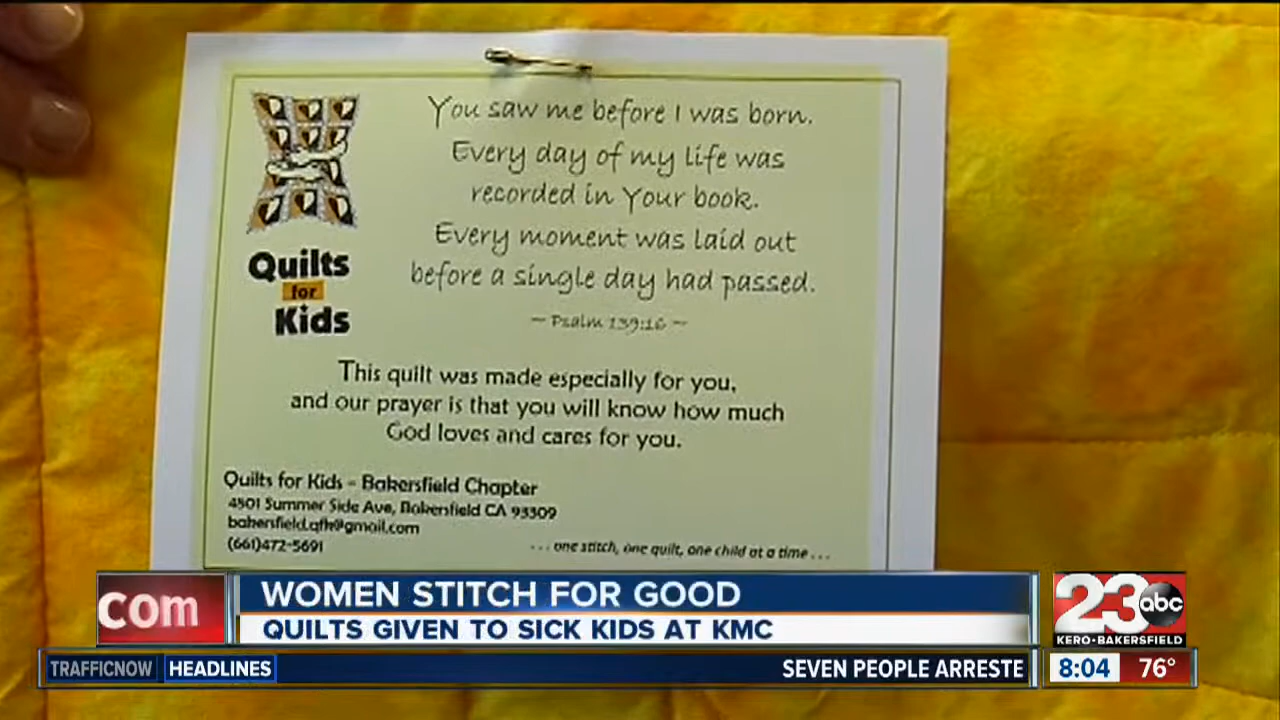 You saw me before I was born.
Every day of my life was
recorded in Your book.
Every moment was laid out
before a single day had passed.
~ Psalm 139:16 ~
Quilts
for
Kids
This quilt was made especially for you,
and our prayer is that you will know how much
God loves and cares for you.
Quilts for Kids - Bakersfield Chapter
4801 Summer Side Ave, Bakersfield CA 93309
bakersfield.qfk@gmail.com
(661)472-5691
... one stitch, one quilt, one child at a time ...
com
WOMEN STITCH FOR GOOD
QUILTS GIVEN TO SICK KIDS AT KMC
23 abc
KERO-BAKERSFIELD
TRAFFICNOW HEADLINES SEVEN PEOPLE ARRESTE 8:04 76°